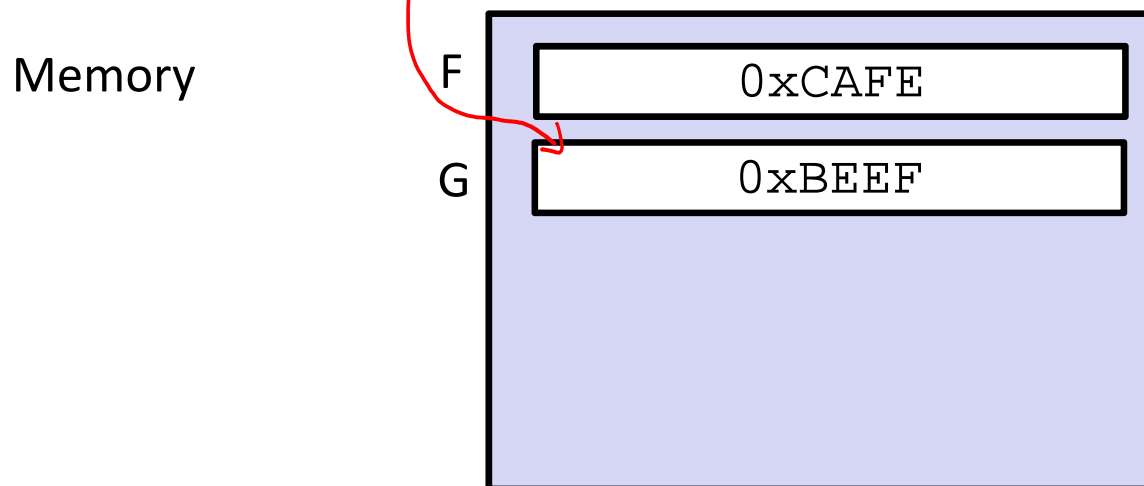 Memory
F
0xCAFE
G
0xBEEF